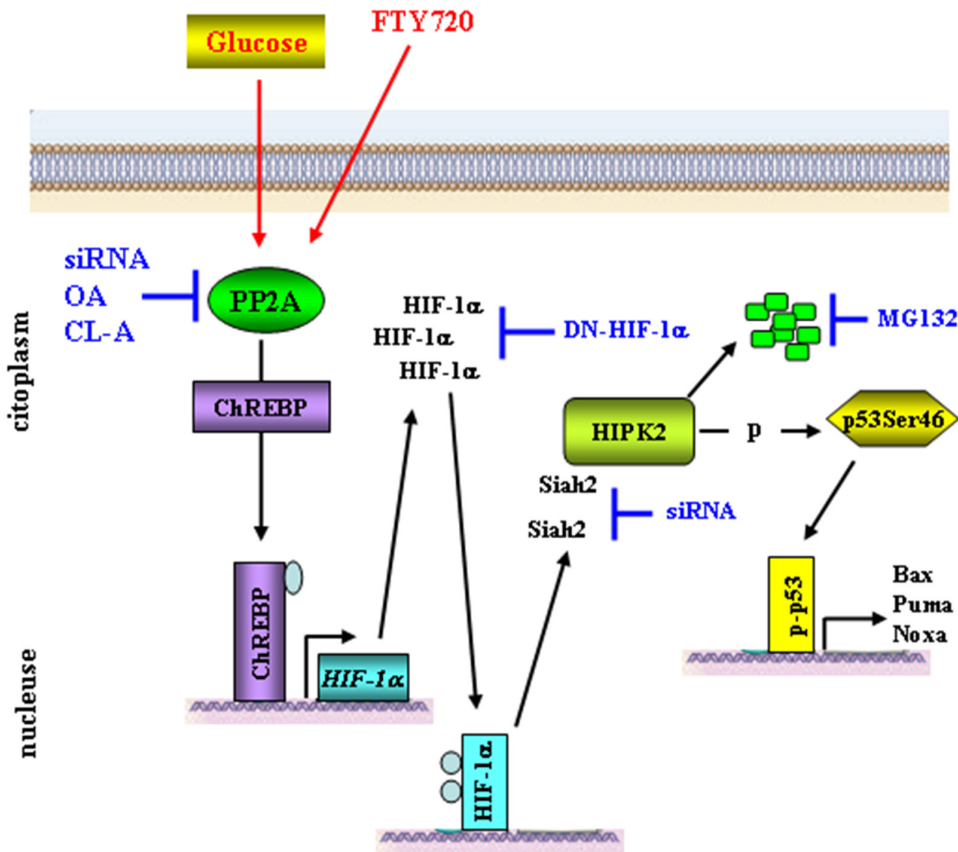 Glucose
FTY720
siRNA
OA
CL-A
PP2A
HIF-1α
HIF-1α
HIF-1α
DN-HIF-1α
MG132
citoplasm
ChREBP
HIPK2
p
p53Ser46
Siah2
Siah2
siRNA
ChREBP
HIF-1α
p-p53
Bax
Puma
Noxa
nucleuse
HIF-1α